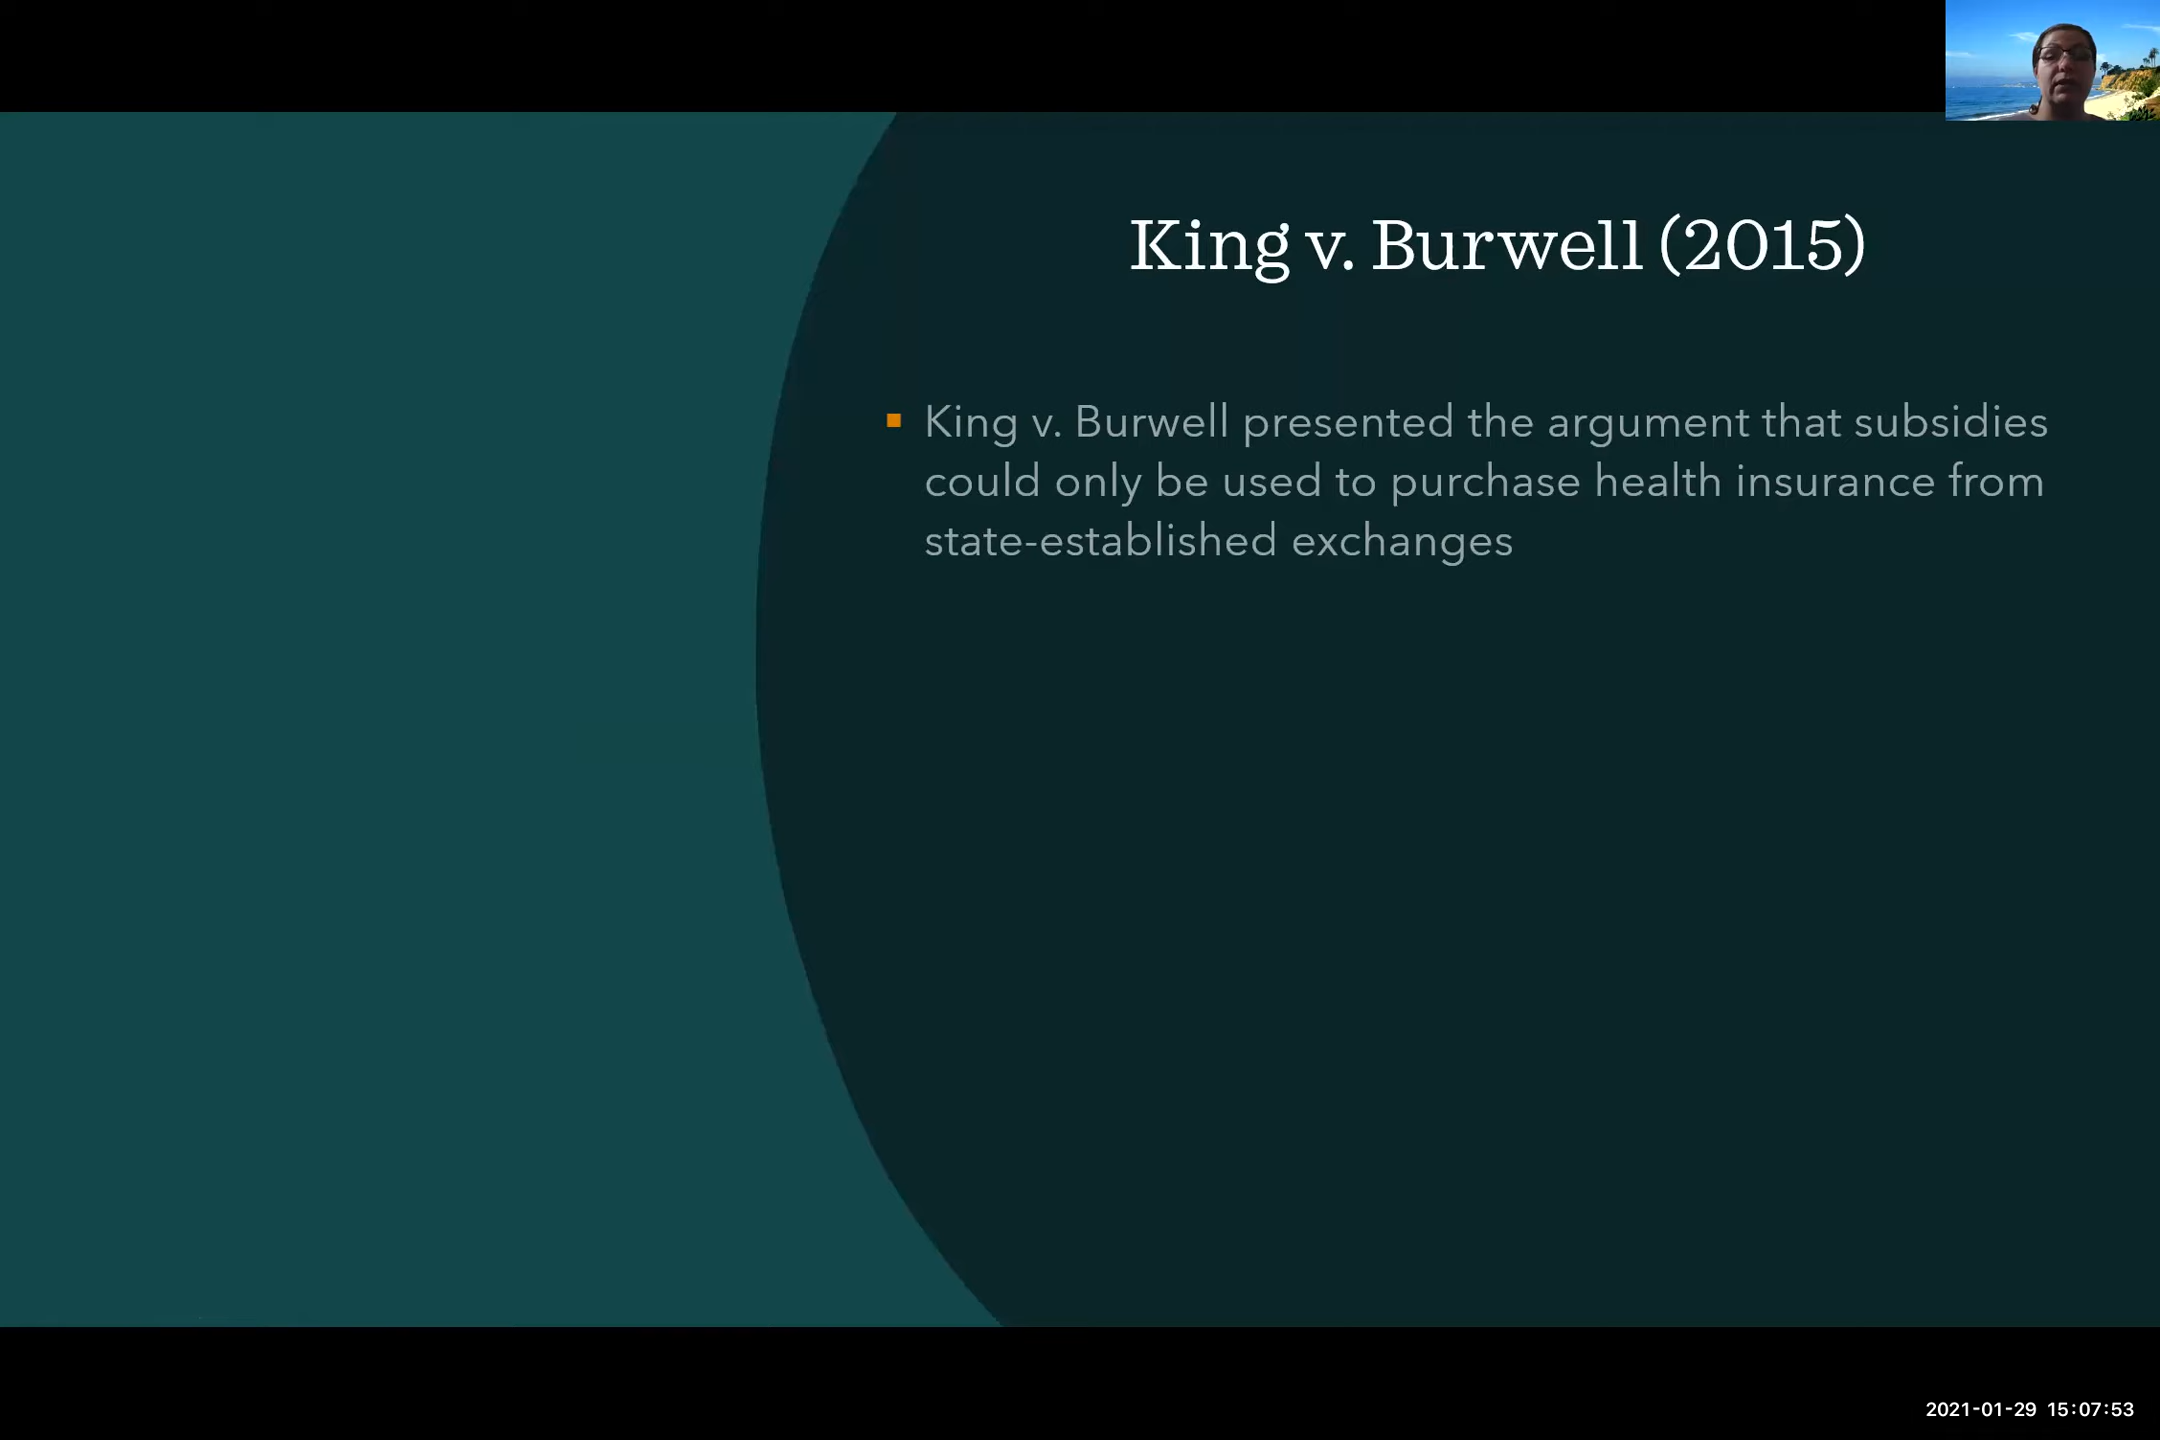 King v. Burwell (2015)
King v. Burwell presented the argument that subsidies
could only be used to purchase health insurance from
state-established exchanges
2021-01-29 15:07:53